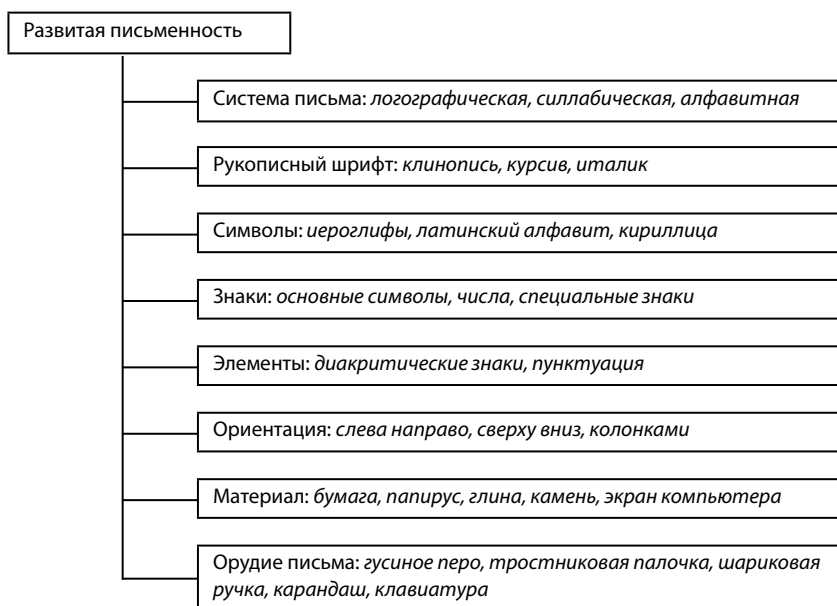 Развитая письменность
Система письма: логографическая, силлабическая, алфавитная
Рукописный шрифт: клинопись, курсив, италик
Символы: иероглифы, латинский алфавит, кириллица
Знаки: основные символы, числа, специальные знаки
Элементы: диакритические знаки, пунктуация
Ориентация: слева направо, сверху вниз, колонками
Материал: бумага, папирус, глина, камень, экран компьютера
Орудие письма: гусиное перо, тростниковая палочка, шариковая
ручка, карандаш, клавиатура